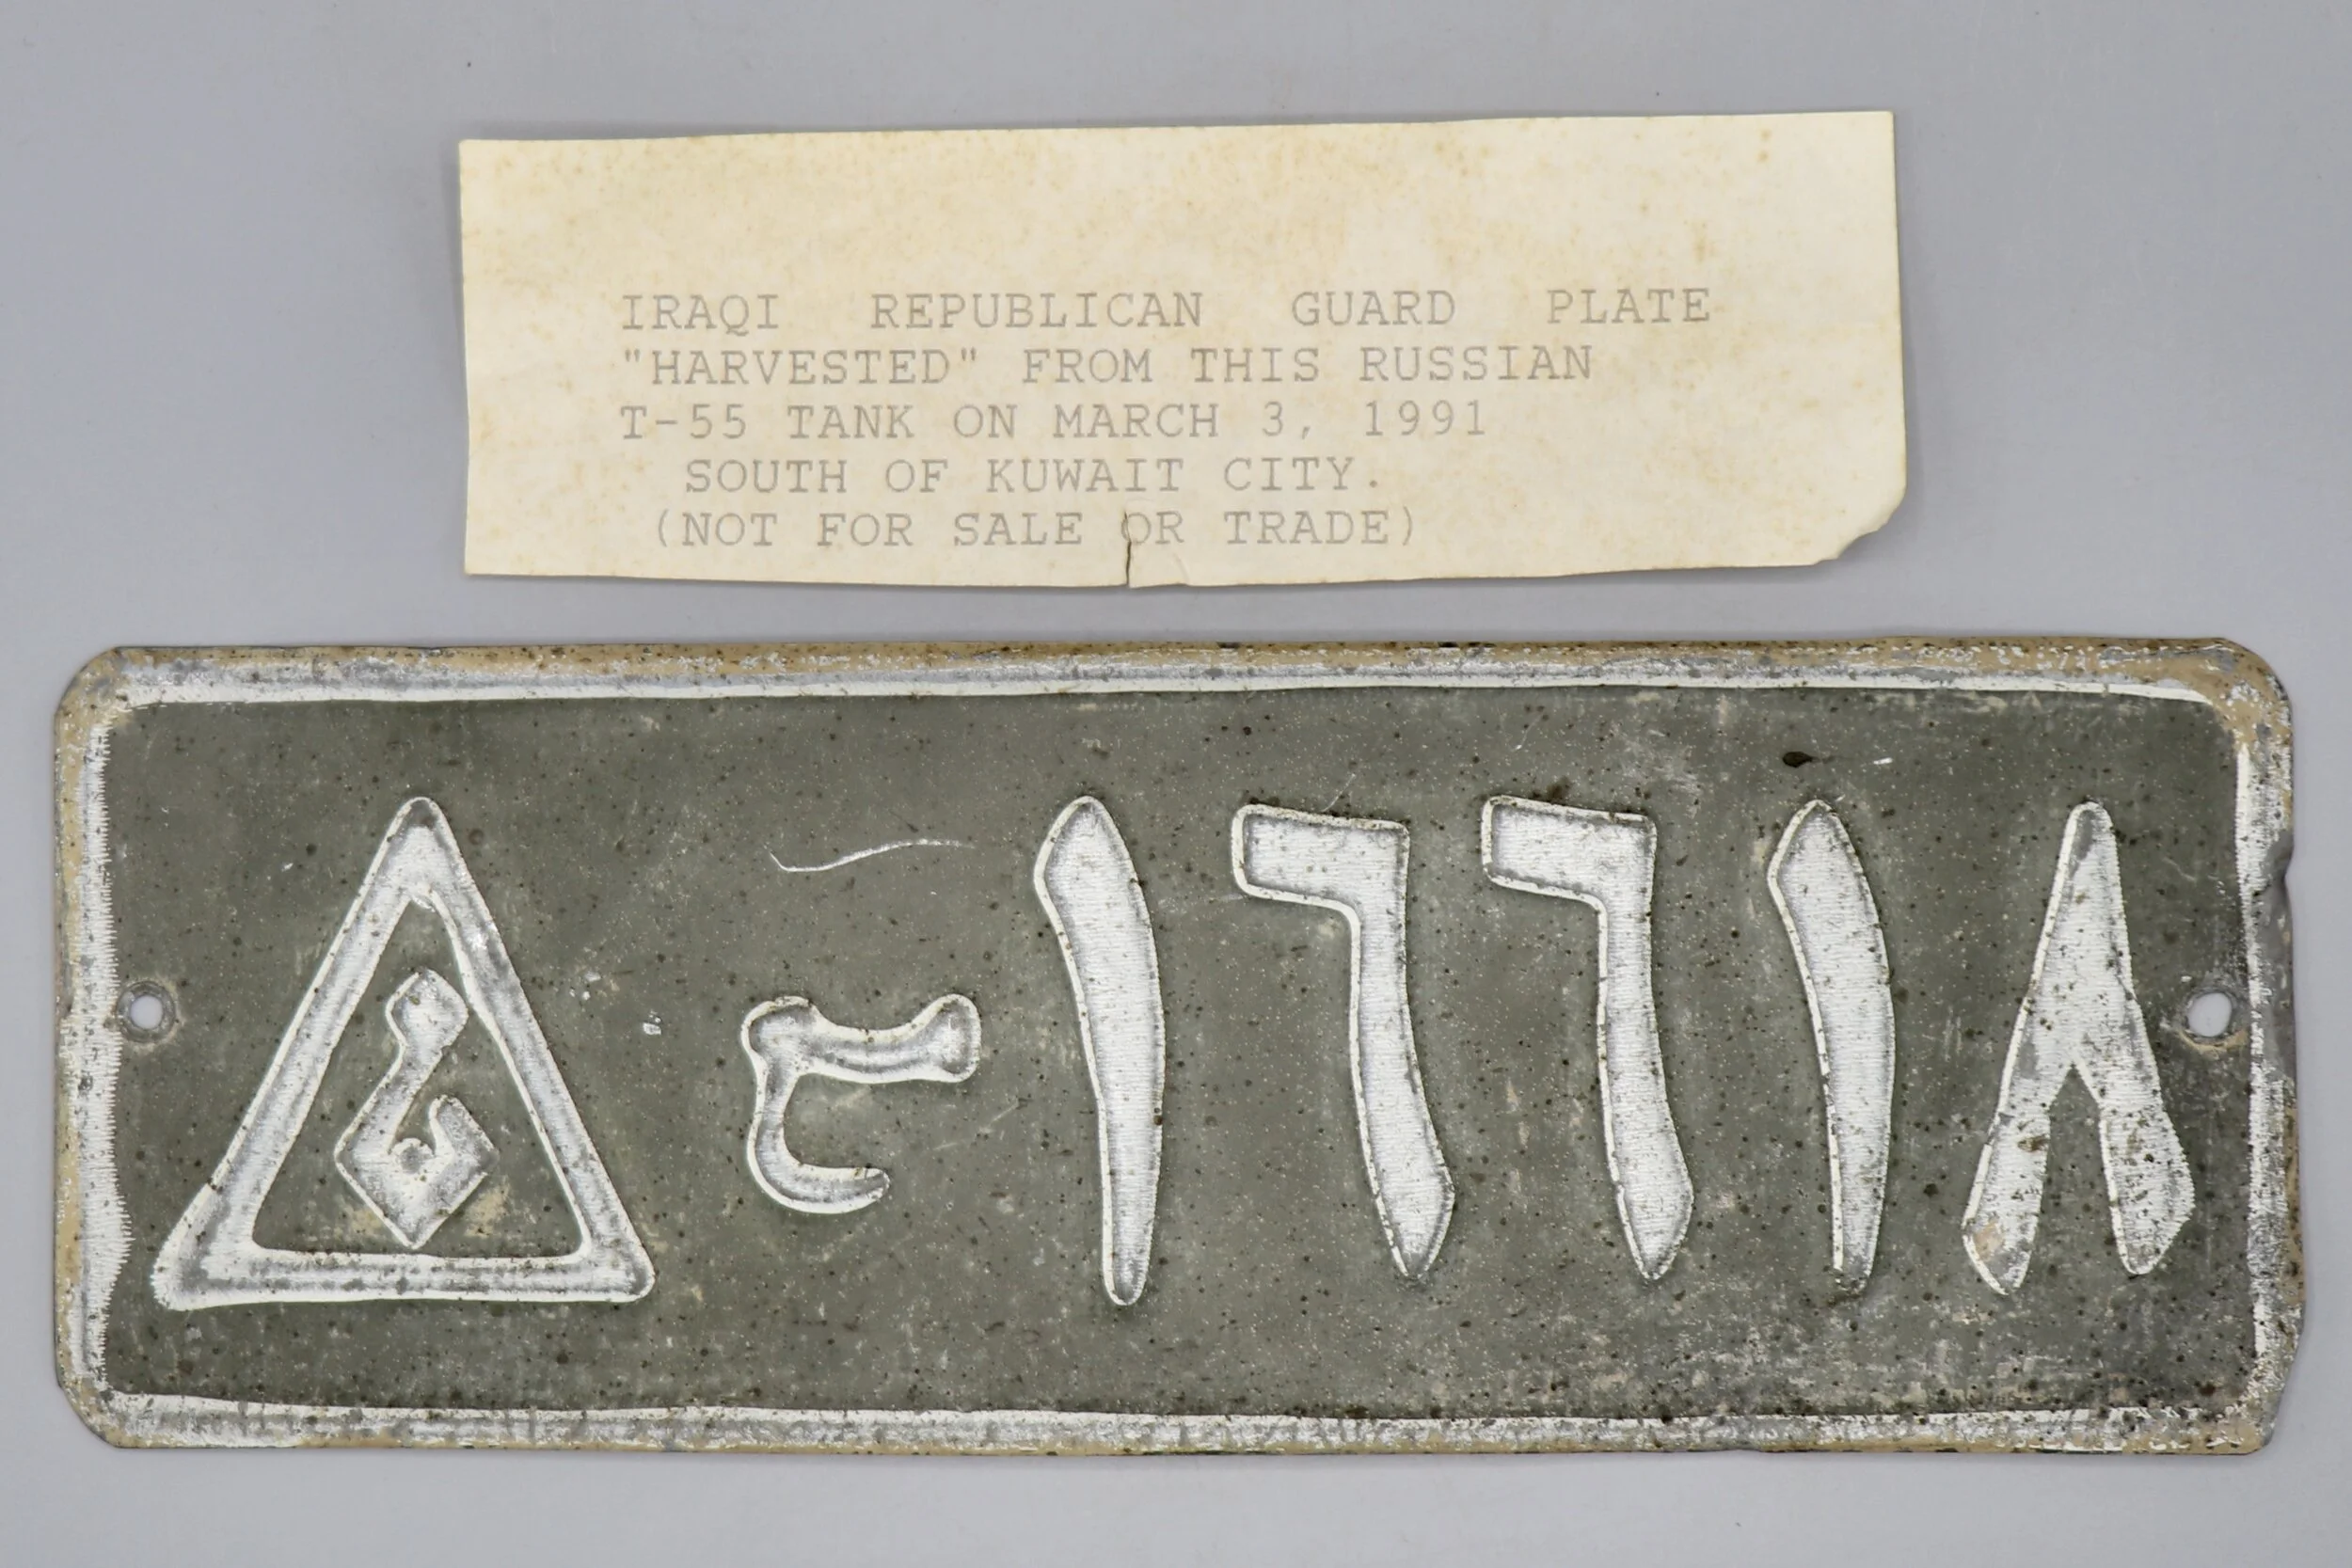 IRAQI REPUBLICAN GUARD PLATE
"HARVESTED" FROM THIS RUSSIAN
T-55 TANK ON MARCH 3, 1991
SOUTH OF KUWAIT CITY.
(NOT FOR SALE OR TRADE)
١٦٦١٨